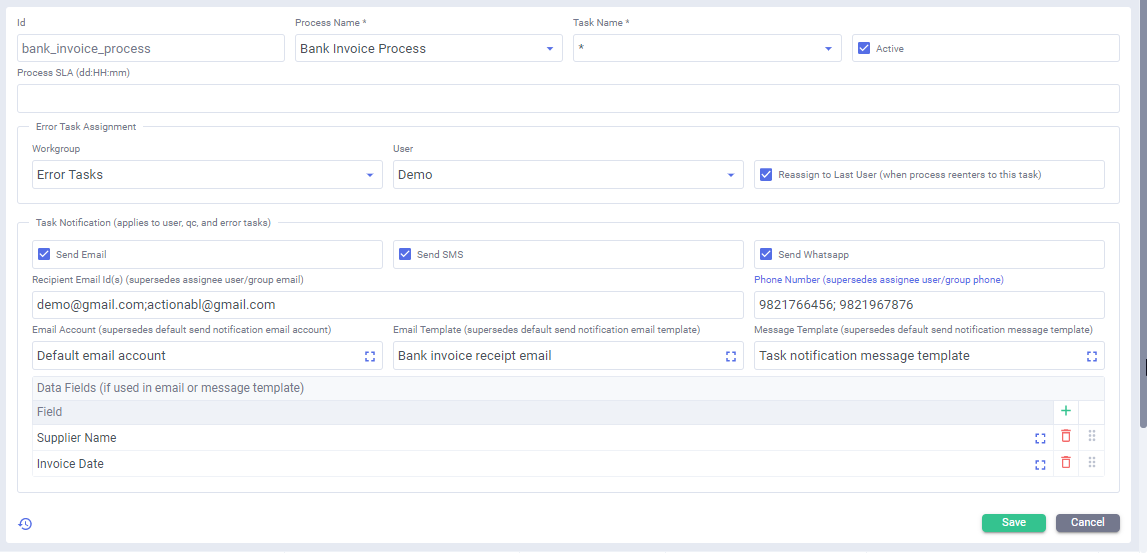 Id Process Name * Task Name *
bank_invoice_process Bank Invoice Process * Active
Process SLA (dd:HH:mm)
Error Task Assignment
Workgroup User
Error Tasks Demo Reassign to Last User (when process reenters to this task)
Task Notification (applies to user, qc, and error tasks)
Send Email Send SMS Send Whatsapp
Recipient Email Id(s) (supersedes assignee user/group email) Phone Number (supersedes assignee user/group phone)
demo@gmail.com;actionabl@gmail.com 9821766456; 9821967876
Email Account (supersedes default send notification email account) Email Template (supersedes default send notification email template) Message Template (supersedes default send notification message template)
Default email account Bank invoice receipt email Task notification message template
Data Fields (if used in email or message template)
Field
Supplier Name
Invoice Date
Save Cancel